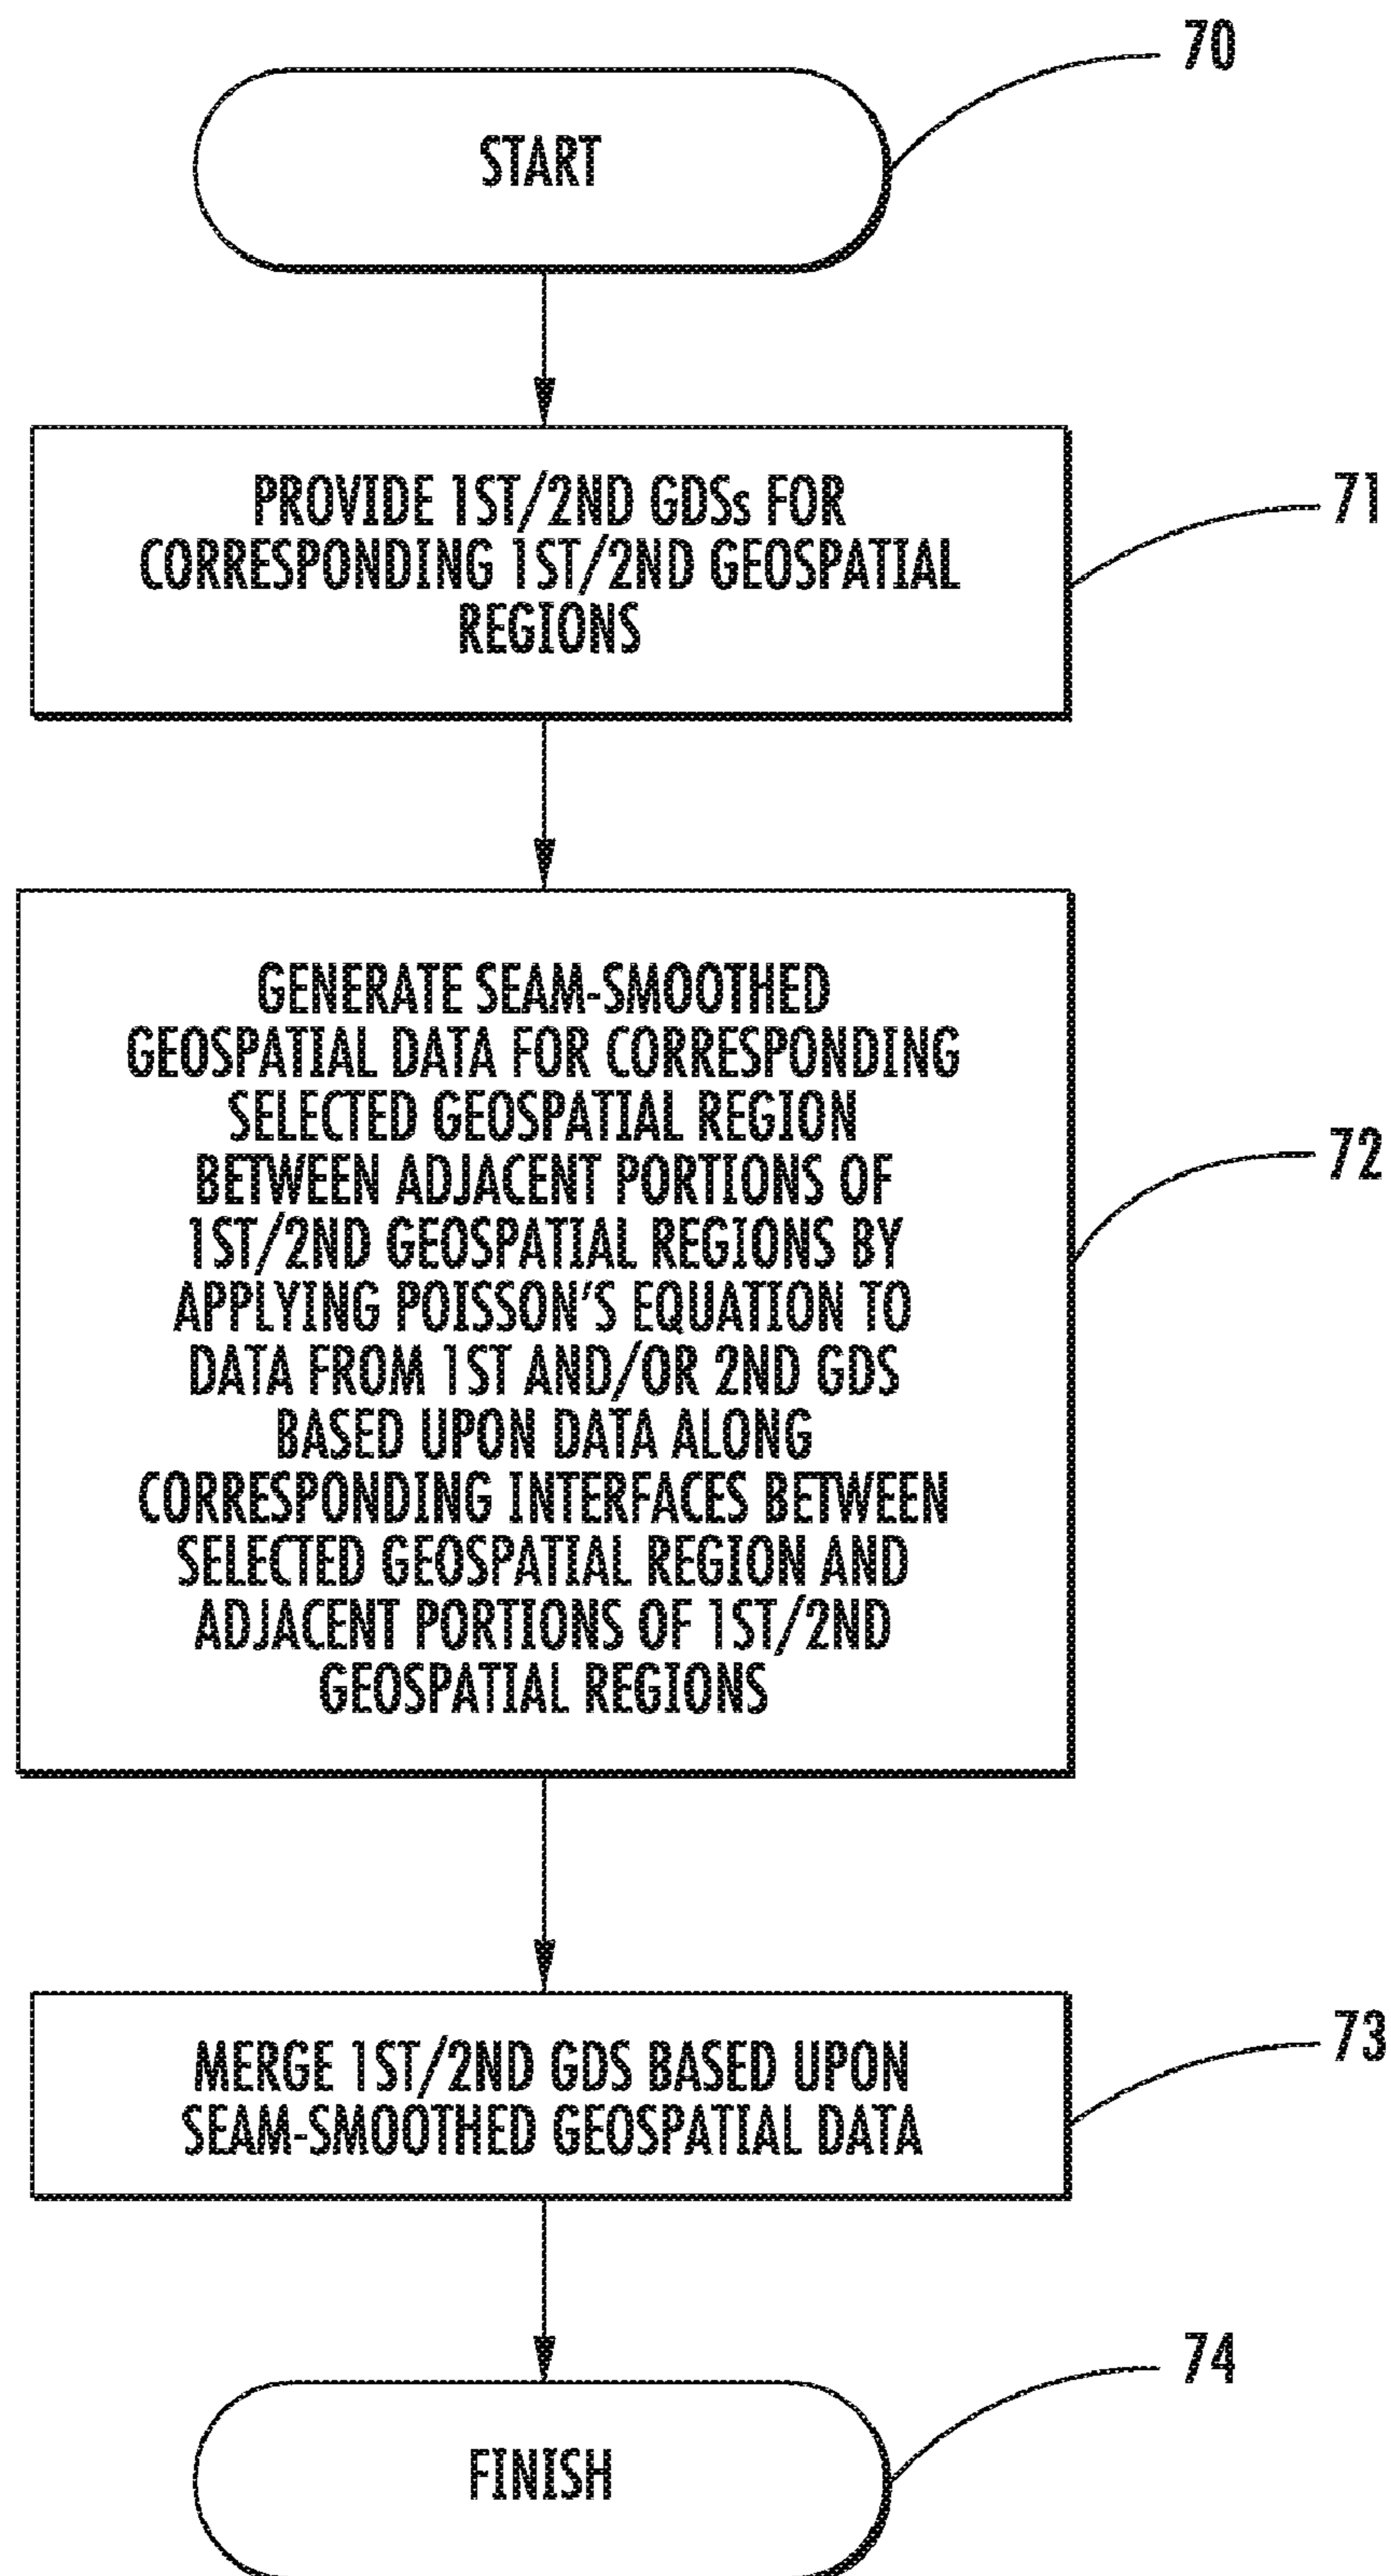 70
START
71
PROVIDE 1ST/2ND GDSs FOR
CORRESPONDING 1ST/2ND GEOSPATIAL
REGIONS
72
GENERATE SEAM-SMOOTHED
GEOSPATIAL DATA FOR CORRESPONDING
SELECTED GEOSPATIAL REGION
BETWEEN ADJACENT PORTIONS OF
1ST/2ND GEOSPATIAL REGIONS BY
APPLYING POISSON'S EQUATION TO
DATA FROM 1ST AND/OR 2ND GDS
BASED UPON DATA ALONG
CORRESPONDING INTERFACES BETWEEN
SELECTED GEOSPATIAL REGION AND
ADJACENT PORTIONS OF 1ST/2ND
GEOSPATIAL REGIONS
73
MERGE 1ST/2ND GDS BASED UPON
SEAM-SMOOTHED GEOSPATIAL DATA
74
FINISH